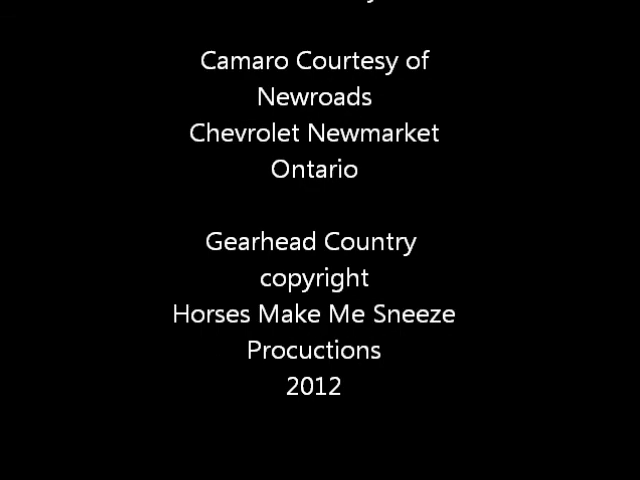 Camaro Courtesy of
Newroads
Chevrolet Newmarket
Ontario
Gearhead Country
copyright
Horses Make Me Sneeze
Procuctions
2012